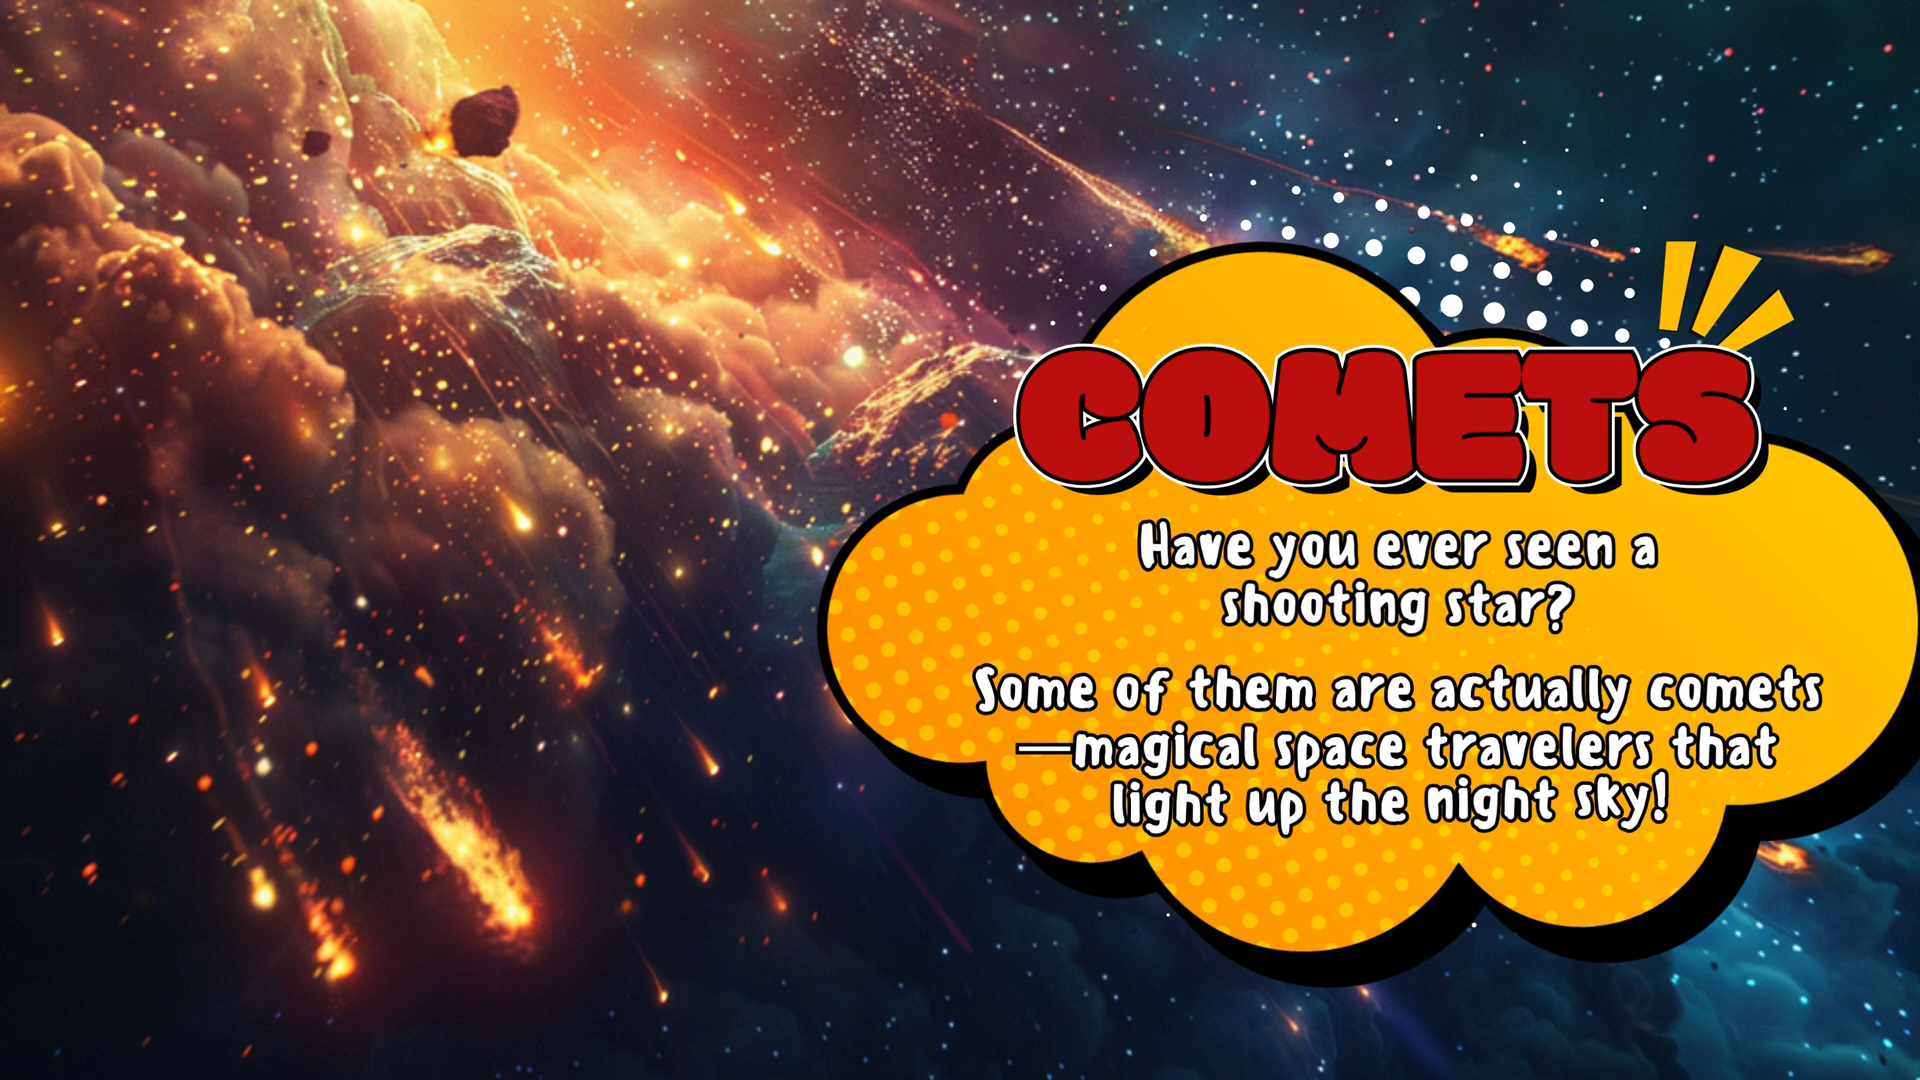 COMETS
Have you ever seen a
shooting star?
Some of them are actually comets
—magical space travelers that
light up the night sky!